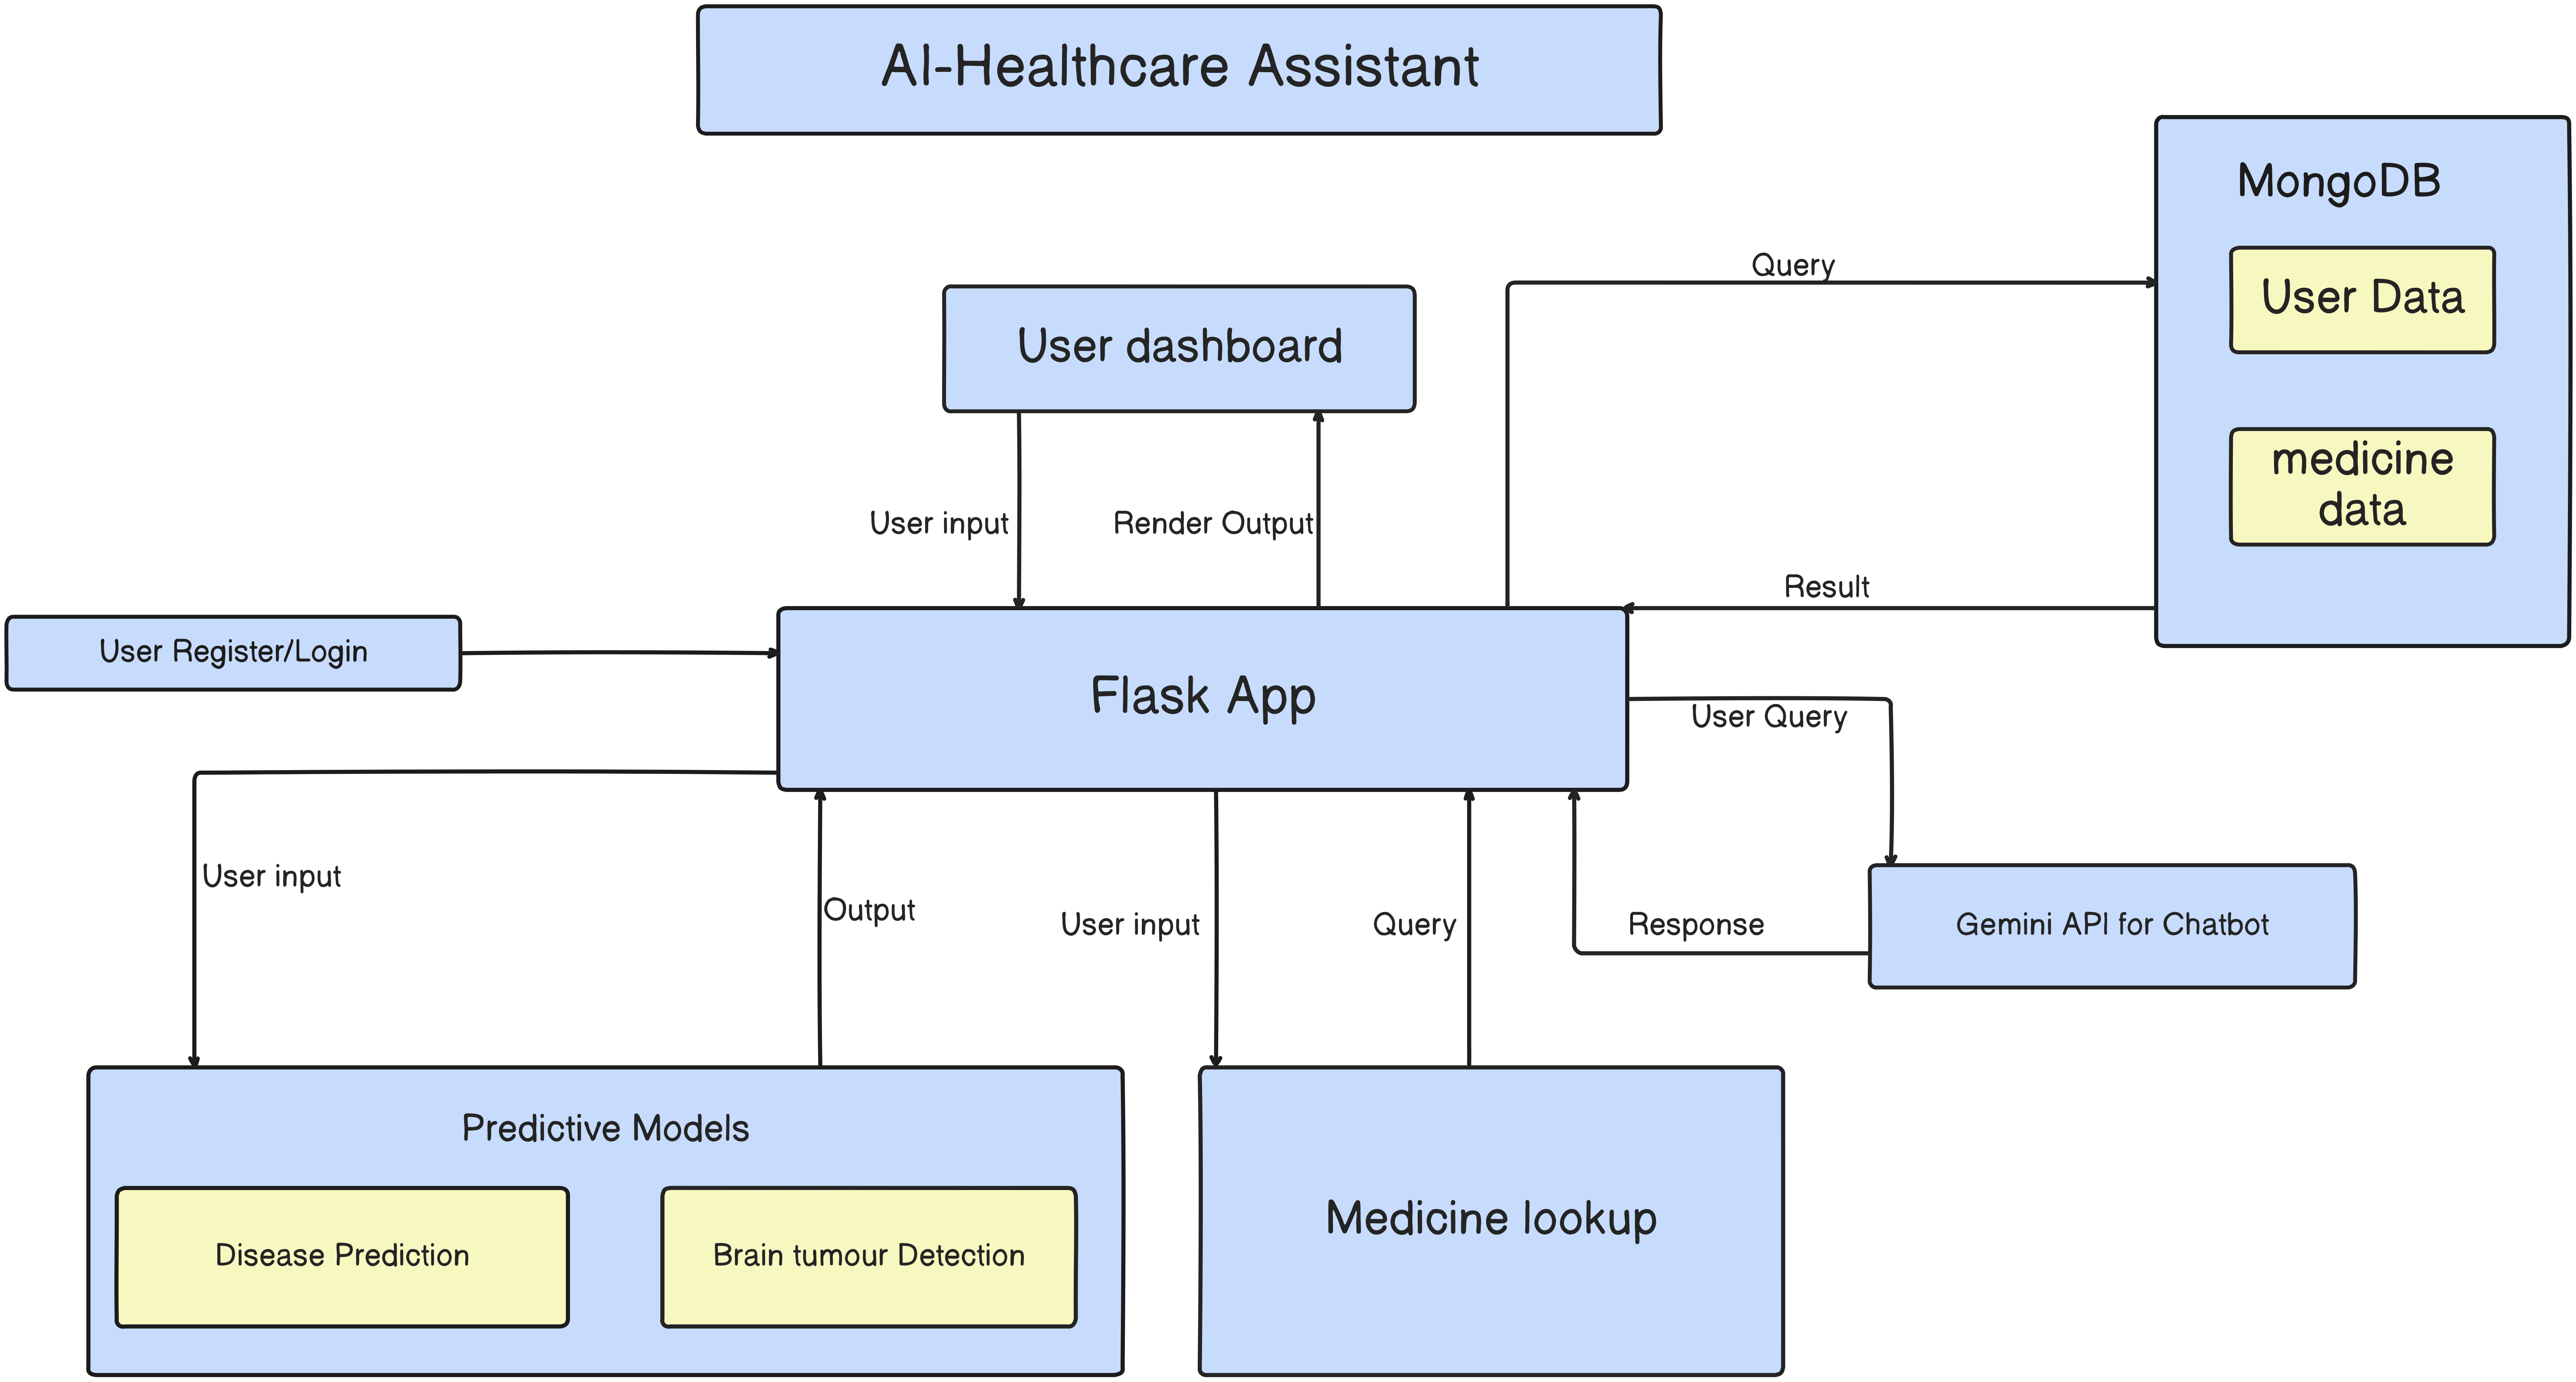 AI-Healthcare Assistant
MongoDB
User Data
medicine
data
Query
User dashboard
User input
Render Output
Result
User Register/Login
Flask App
User Query
User input
Output
User input
Query
Response
Gemini API for Chatbot
Predictive Models
Disease Prediction
Brain tumour Detection
Medicine lookup